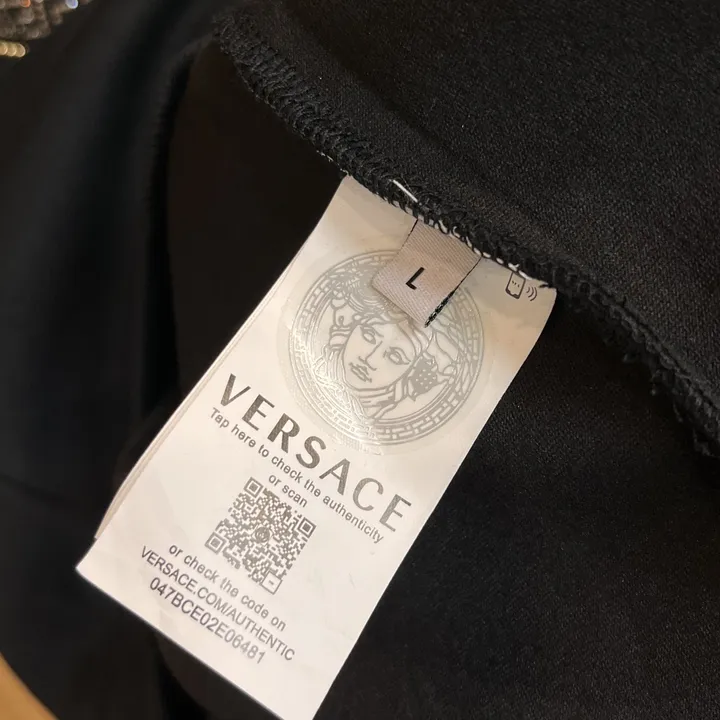 L
VERSACE
Tap here to check the authenticity
or scan
or check the code on
VERSACE.COM/AUTHENTIC
047BCE02E06481